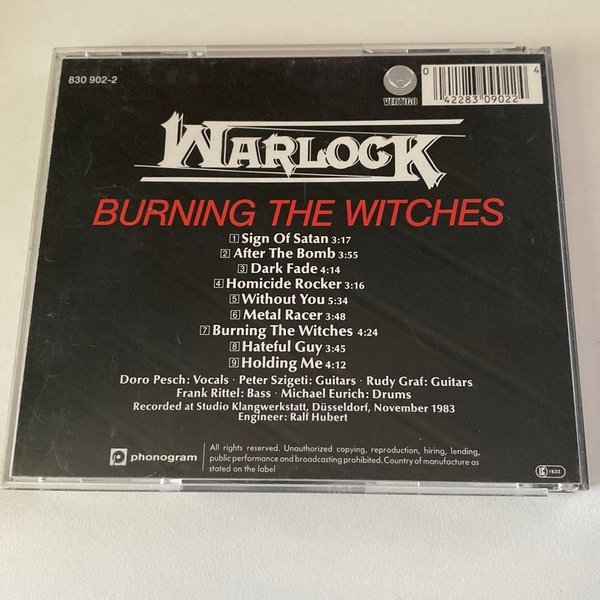 830 902-2
VERTIGO
0 42283 09022 4
WARLOCK
BURNING THE WITCHES
1 Sign Of Satan 3:17
2 After The Bomb 3:55
3 Dark Fade 4:14
4 Homicide Rocker 3:16
5 Without You 5:34
6 Metal Racer 3:48
7 Burning The Witches 4:24
8 Hateful Guy 3:45
9 Holding Me 4:12
Doro Pesch: Vocals · Peter Szigeti: Guitars · Rudy Graf: Guitars
Frank Rittel: Bass · Michael Eurich: Drums
Recorded at Studio Klangwerkstatt, Düsseldorf, November 1983
Engineer: Ralf Hubert
phonogram
All rights reserved. Unauthorized copying, reproduction, hiring, lending,
public performance and broadcasting prohibited. Country of manufacture as
stated on the label